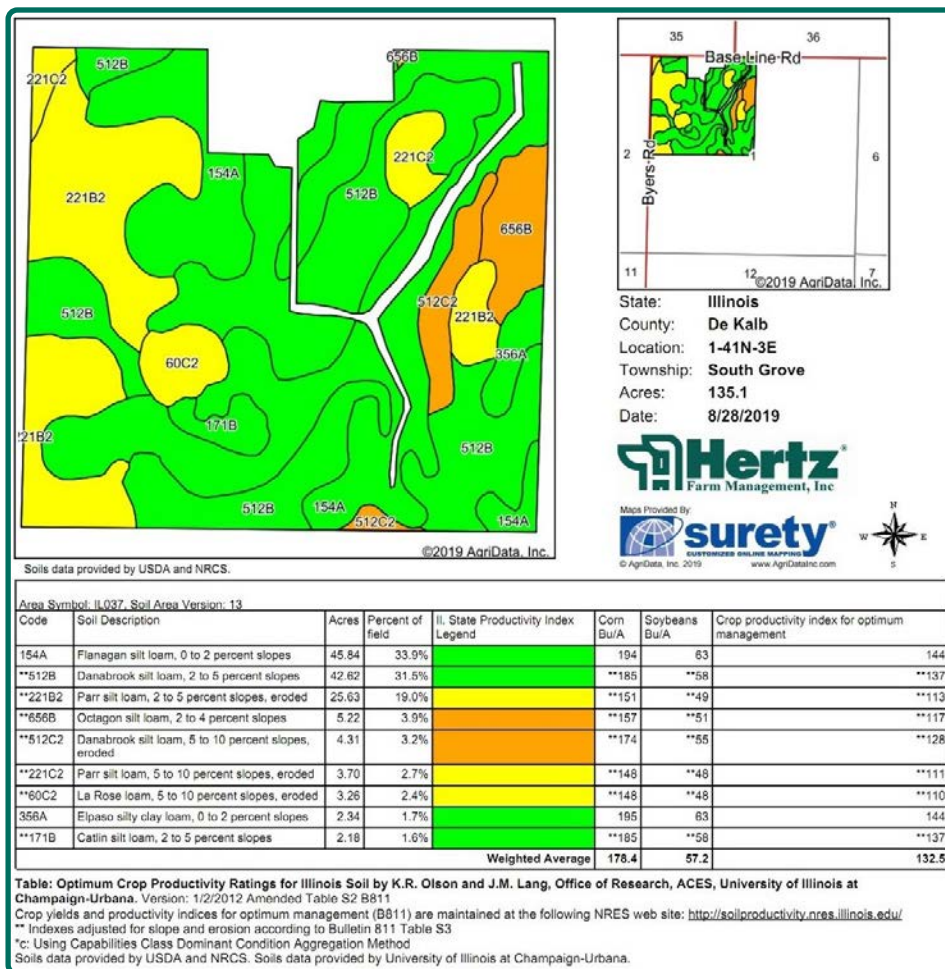 656B
512B
221C2
221C2
154A
221B2
512B
656B
512C2
221B2
512B
356A
60C2
171B
221B2
512B
512B
154A
154A
512C2
©2019 AgriData, Inc.
Soils data provided by USDA and NRCS.
35
36
Base Line Rd
2
Byers Rd
1
6
11
12
7
©2019 AgriData, Inc.
State: Illinois
County: De Kalb
Location: 1-41N-3E
Township: South Grove
Acres: 135.1
Date: 8/28/2019
Hertz®
Farm Management, Inc
Maps Provided By:
surety®
CUSTOMIZED ONLINE MAPPING
© AgriData, Inc. 2019 www.AgriDataInc.com
N
W E
S
Area Symbol: IL037, Soil Area Version: 13
Code Soil Description Acres Percent of field II. State Productivity Index Legend Corn Bu/A Soybeans Bu/A Crop productivity index for optimum management
154A Flanagan silt loam, 0 to 2 percent slopes 45.84 33.9% 194 63 144
**512B Danabrook silt loam, 2 to 5 percent slopes 42.62 31.5% **185 **58 **137
**221B2 Parr silt loam, 2 to 5 percent slopes, eroded 25.63 19.0% **151 **49 **113
**656B Octagon silt loam, 2 to 4 percent slopes 5.22 3.9% **157 **51 **117
**512C2 Danabrook silt loam, 5 to 10 percent slopes, eroded 4.31 3.2% **174 **55 **128
**221C2 Parr silt loam, 5 to 10 percent slopes, eroded 3.70 2.7% **148 **48 **111
**60C2 La Rose loam, 5 to 10 percent slopes, eroded 3.26 2.4% **148 **48 **110
356A Elpaso silty clay loam, 0 to 2 percent slopes 2.34 1.7% 195 63 144
**171B Catlin silt loam, 2 to 5 percent slopes 2.18 1.6% **185 **58 **137
Weighted Average 178.4 57.2 132.5
Table: Optimum Crop Productivity Ratings for Illinois Soil by K.R. Olson and J.M. Lang, Office of Research, ACES, University of Illinois at
Champaign-Urbana. Version: 1/2/2012 Amended Table S2 B811
Crop yields and productivity indices for optimum management (B811) are maintained at the following NRES web site: http://soilproductivity.nres.illinois.edu/
** Indexes adjusted for slope and erosion according to Bulletin 811 Table S3
*c: Using Capabilities Class Dominant Condition Aggregation Method
Soils data provided by USDA and NRCS. Soils data provided by University of Illinois at Champaign-Urbana.